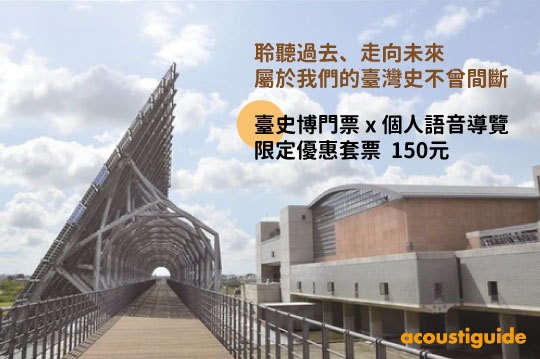 聆聽過去、走向未來
屬於我們的臺灣史不曾間斷
臺史博門票 x 個人語音導覽
限定優惠套票 150元
acoustiguide